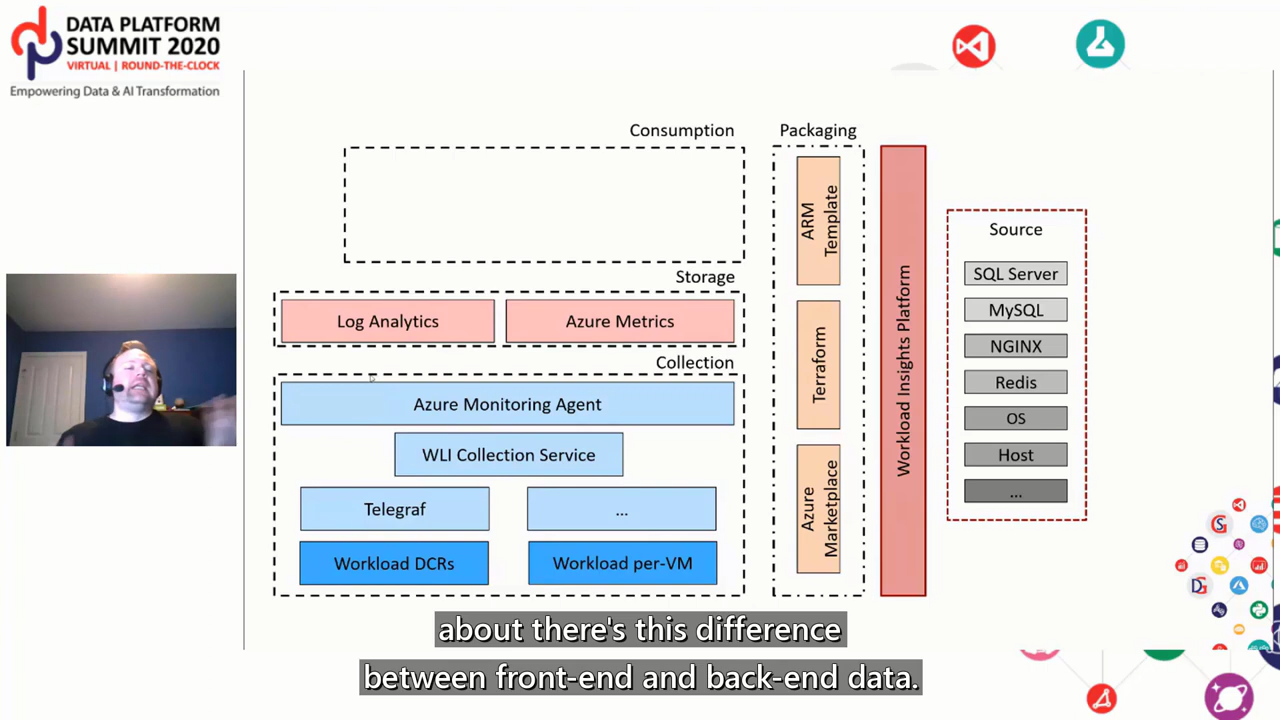 DATA PLATFORM
SUMMIT 2020
VIRTUAL | ROUND-THE-CLOCK
Empowering Data & AI Transformation
Consumption
Packaging
Storage
Log Analytics
Azure Metrics
Collection
Azure Monitoring Agent
WLI Collection Service
Telegraf
...
Workload DCRs
Workload per-VM
ARM
Template
Terraform
Azure
Marketplace
Workload Insights Platform
Source
SQL Server
MySQL
NGINX
Redis
OS
Host
...
about there's this difference
between front-end and back-end data.